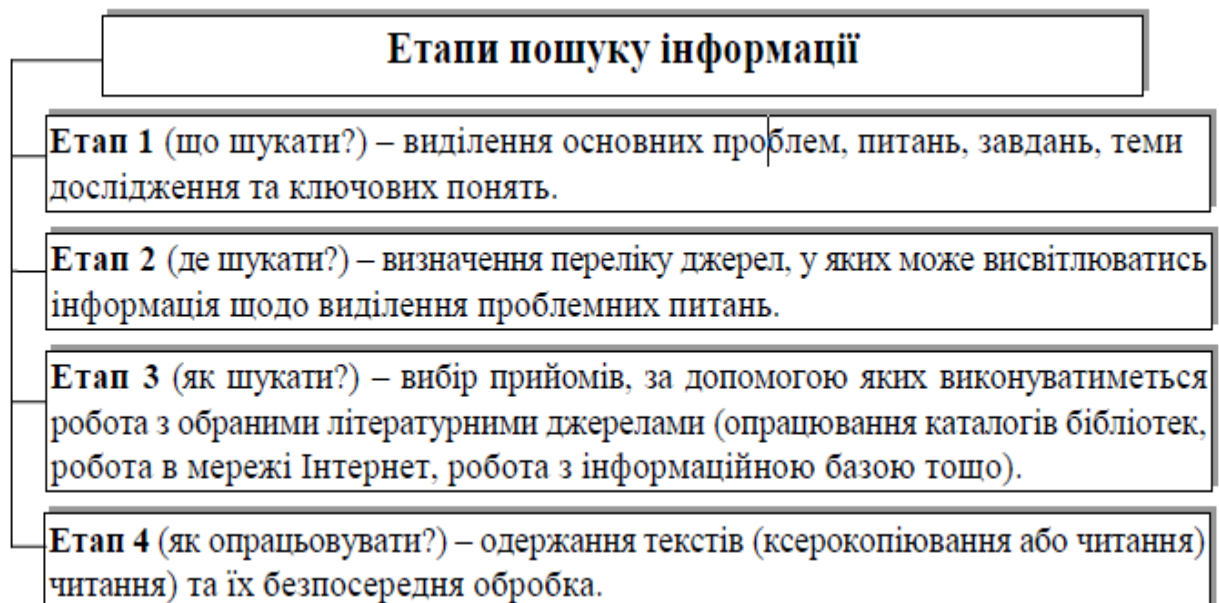 Етапи пошуку інформації
Етап 1 (що шукати?) – виділення основних проблем, питань, завдань, теми
дослідження та ключових понять.
Етап 2 (де шукати?) – визначення переліку джерел, у яких може висвітлюватись
інформація щодо виділення проблемних питань.
Етап 3 (як шукати?) – вибір прийомів, за допомогою яких виконуватиметься
робота з обраними літературними джерелами (опрацювання каталогів бібліотек,
робота в мережі Інтернет, робота з інформаційною базою тощо).
Етап 4 (як опрацьовувати?) – одержання текстів (ксерокопіювання або читання)
читання) та їх безпосередня обробка.